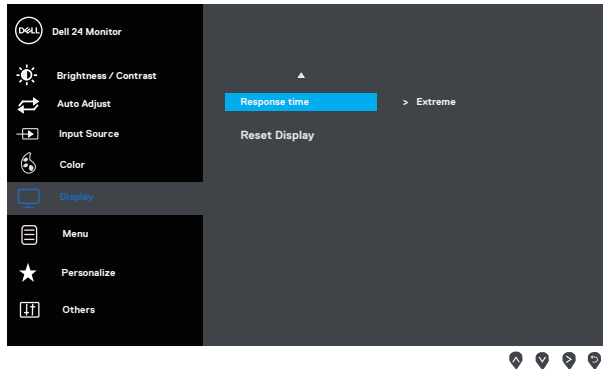 DELL Dell 24 Monitor
Brightness / Contrast
Auto Adjust
Response time > Extreme
Input Source
Reset Display
Color
Display
Menu
Personalize
Others